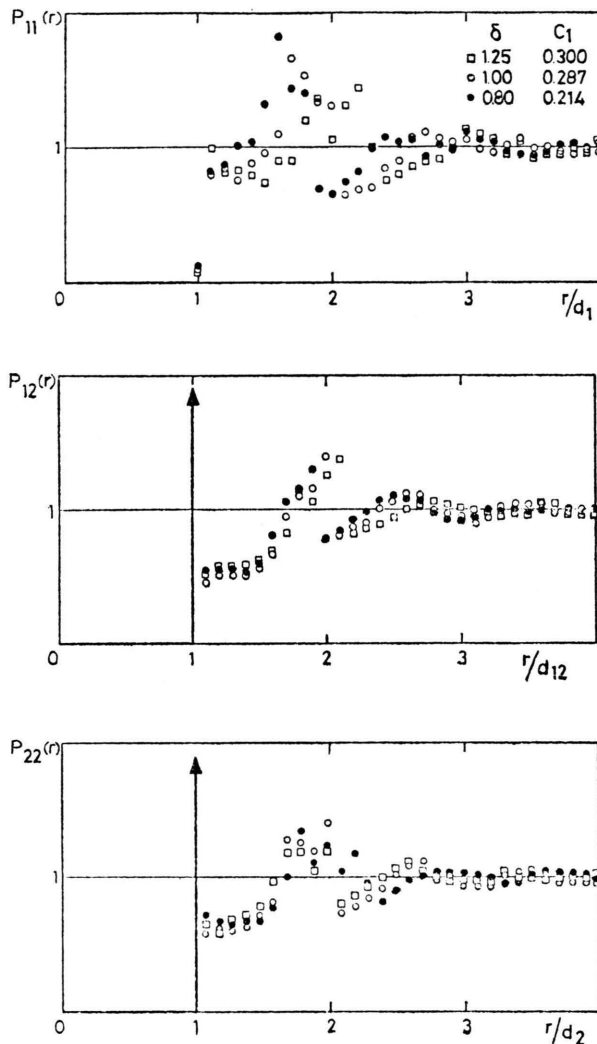 P11(r)
δ C1
□ 1.25 0.300
○ 1.00 0.287
● 0.80 0.214
1
0 1 2 3
r/d1
P12(r)
1
0 1 2 3
r/d12
P22(r)
1
0 1 2 3
r/d2